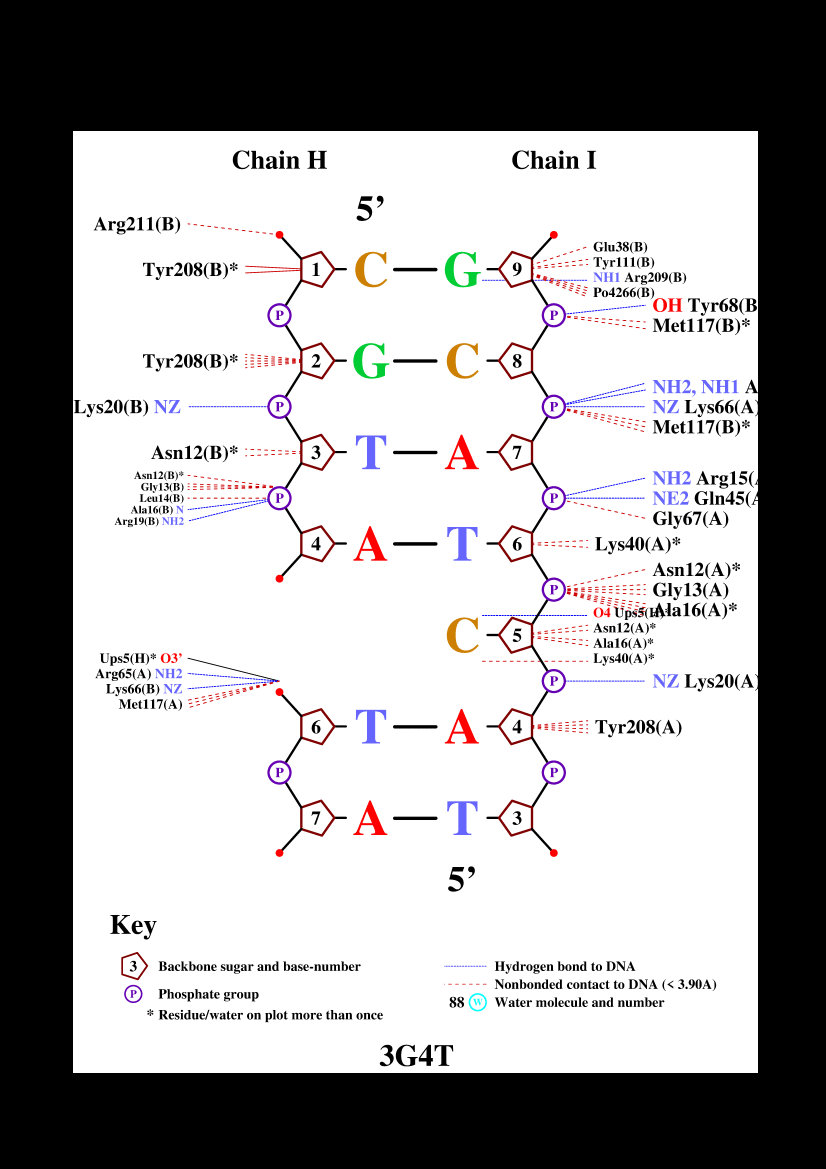 Chain H Chain I
5’
Arg211(B)
Glu38(B)
Tyr111(B)
Tyr208(B)* 1 C G 9
NH1 Arg209(B)
Po4266(B)
OH Tyr68(B
P P
Met117(B)*
Tyr208(B)* 2 G C 8
NH2, NH1 A
Lys20(B) NZ P P NZ Lys66(A)
Met117(B)*
Asn12(B)* 3 T A 7
Asn12(B)*
NH2 Arg15(A
Gly13(B)
Leu14(B) P P NE2 Gln45(A
Ala16(B) N
Gly67(A)
Arg19(B) NH2
4 A T 6 Lys40(A)*
Asn12(A)*
P Gly13(A)
Ala16(A)*
O4 Ups5(H)*
Asn12(A)*
C 5
Ala16(A)*
Ups5(H)* O3’ Lys40(A)*
Arg65(A) NH2
P NZ Lys20(A)
Lys66(B) NZ
Met117(A)
6 T A 4 Tyr208(A)
P P
7 A T 3
5’
Key
3 Backbone sugar and base-number
P Phosphate group
* Residue/water on plot more than once
Hydrogen bond to DNA
Nonbonded contact to DNA (< 3.90A)
88 W Water molecule and number
3G4T